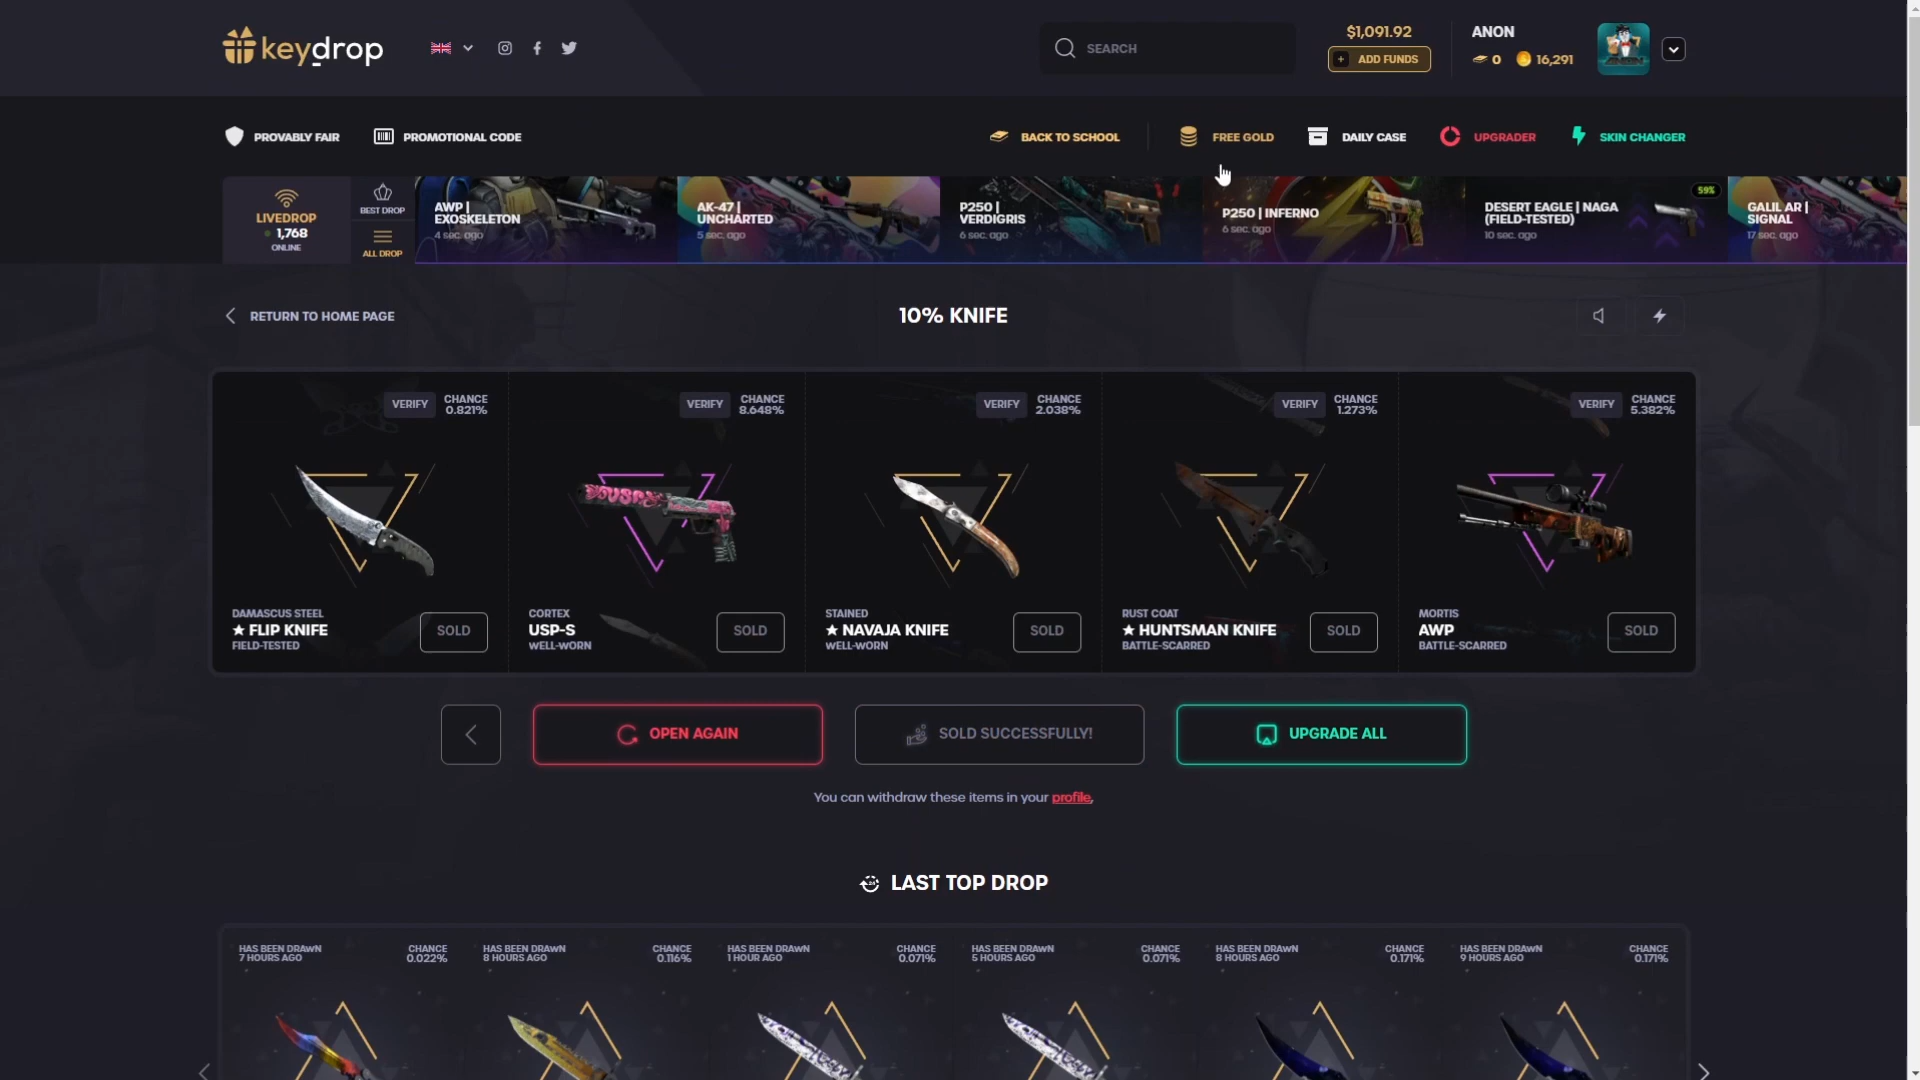 keydrop
SEARCH
$1,091.92
+ ADD FUNDS
ANON
0 16,291
PROVABLY FAIR
PROMOTIONAL CODE
BACK TO SCHOOL
FREE GOLD
DAILY CASE
UPGRADER
SKIN CHANGER
LIVEDROP
1,768
ONLINE
BEST DROP
ALL DROP
AWP |
EXOSKELETON
4 sec. ago
AK-47 |
UNCHARTED
5 sec. ago
P250 |
VERDIGRIS
6 sec. ago
P250 | INFERNO
6 sec. ago
DESERT EAGLE | NAGA
(FIELD-TESTED)
10 sec. ago
59%
GALIL AR |
SIGNAL
17 sec. ago
RETURN TO HOME PAGE
10% KNIFE
VERIFY
CHANCE
0.821%
DAMASCUS STEEL
★ FLIP KNIFE
FIELD-TESTED
SOLD
VERIFY
CHANCE
8.648%
CORTEX
USP-S
WELL-WORN
SOLD
VERIFY
CHANCE
2.038%
STAINED
★ NAVAJA KNIFE
WELL-WORN
SOLD
VERIFY
CHANCE
1.273%
RUST COAT
★ HUNTSMAN KNIFE
BATTLE-SCARRED
SOLD
VERIFY
CHANCE
5.382%
MORTIS
AWP
BATTLE-SCARRED
SOLD
OPEN AGAIN
SOLD SUCCESSFULLY!
UPGRADE ALL
You can withdraw these items in your profile.
LAST TOP DROP
HAS BEEN DRAWN
7 HOURS AGO
CHANCE
0.022%
HAS BEEN DRAWN
8 HOURS AGO
CHANCE
0.116%
HAS BEEN DRAWN
1 HOUR AGO
CHANCE
0.071%
HAS BEEN DRAWN
5 HOURS AGO
CHANCE
0.071%
HAS BEEN DRAWN
8 HOURS AGO
CHANCE
0.171%
HAS BEEN DRAWN
9 HOURS AGO
CHANCE
0.171%